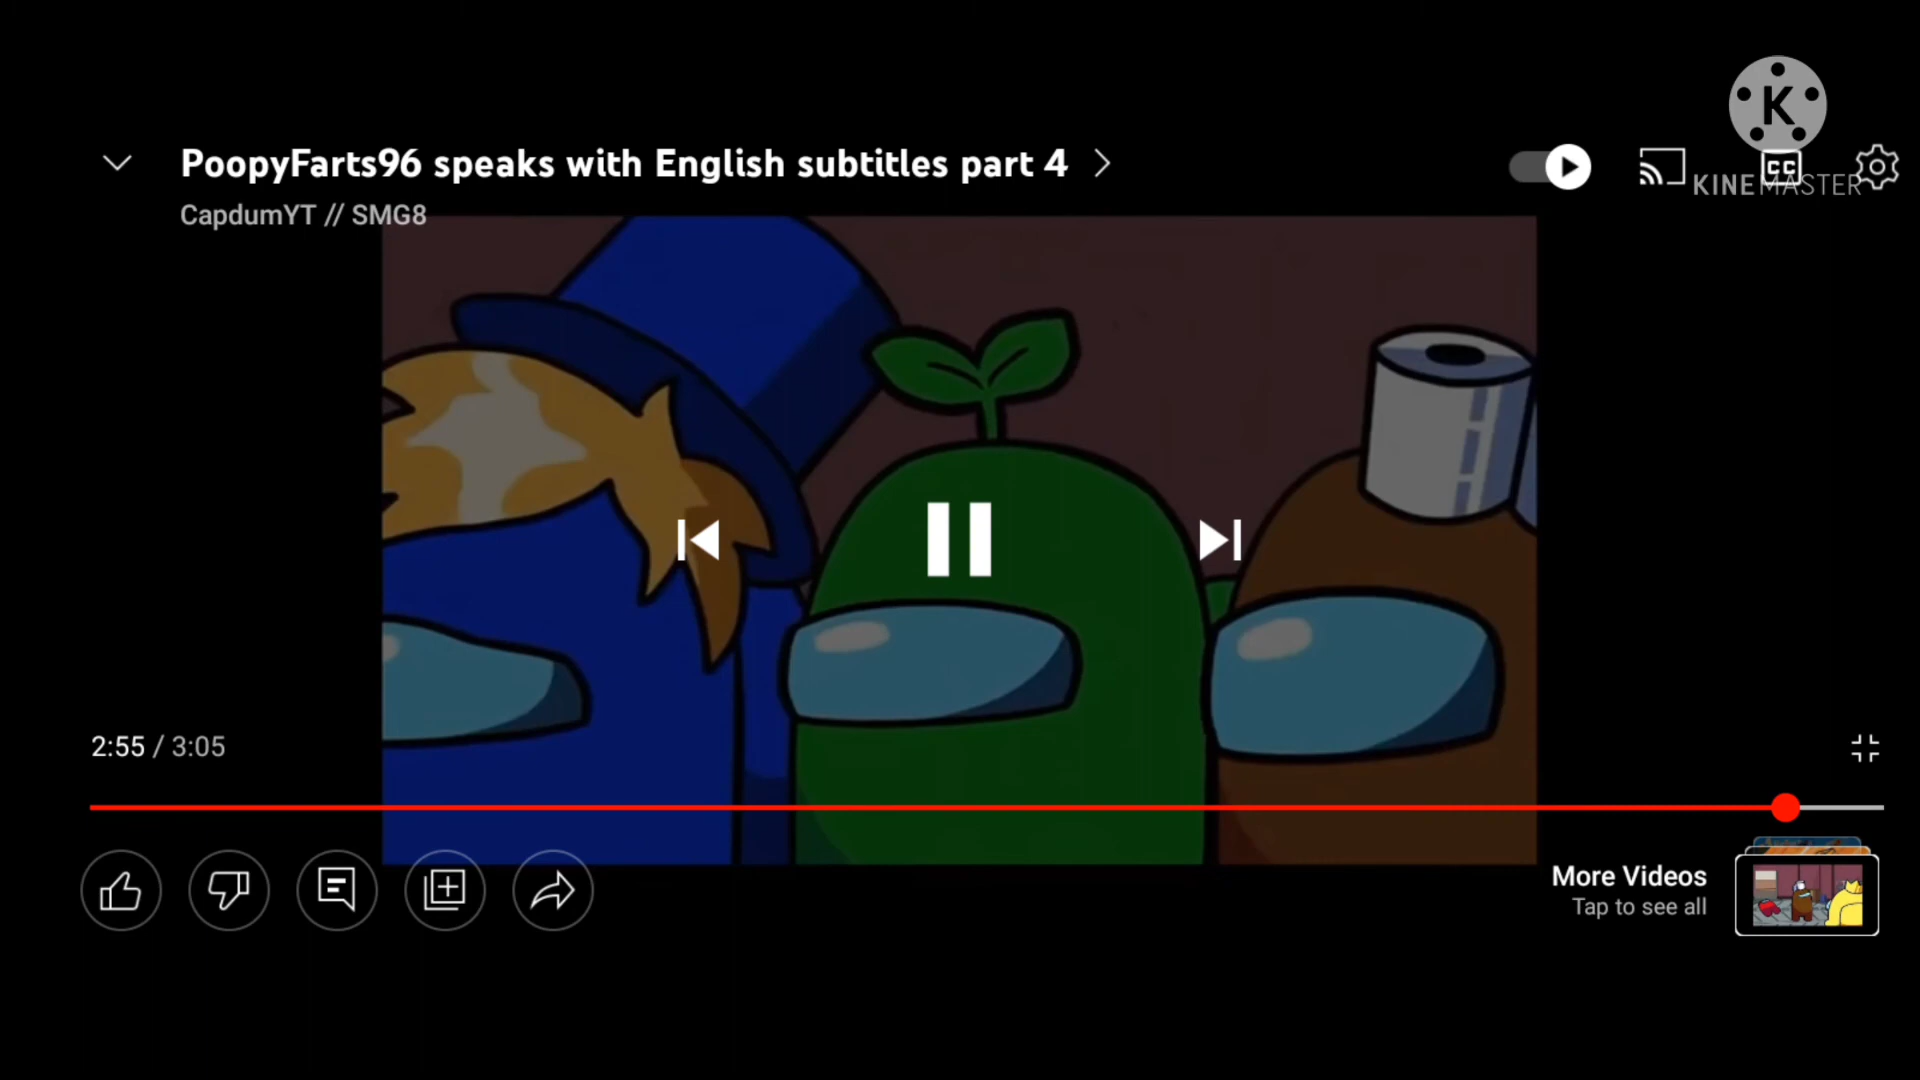 K
PoopyFarts96 speaks with English subtitles part 4
CC
KINEMASTER
CapdumYT // SMG8
2:55 / 3:05
More Videos
Tap to see all